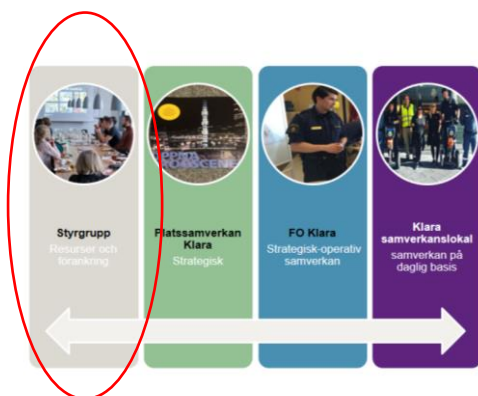 Styrgrupp
Resurser och
förankring
Platssamverkan
Klara
Strategisk
FO Klara
Strategisk-operativ
samverkan
Klara
samverkanslokal
samverkan på
daglig basis